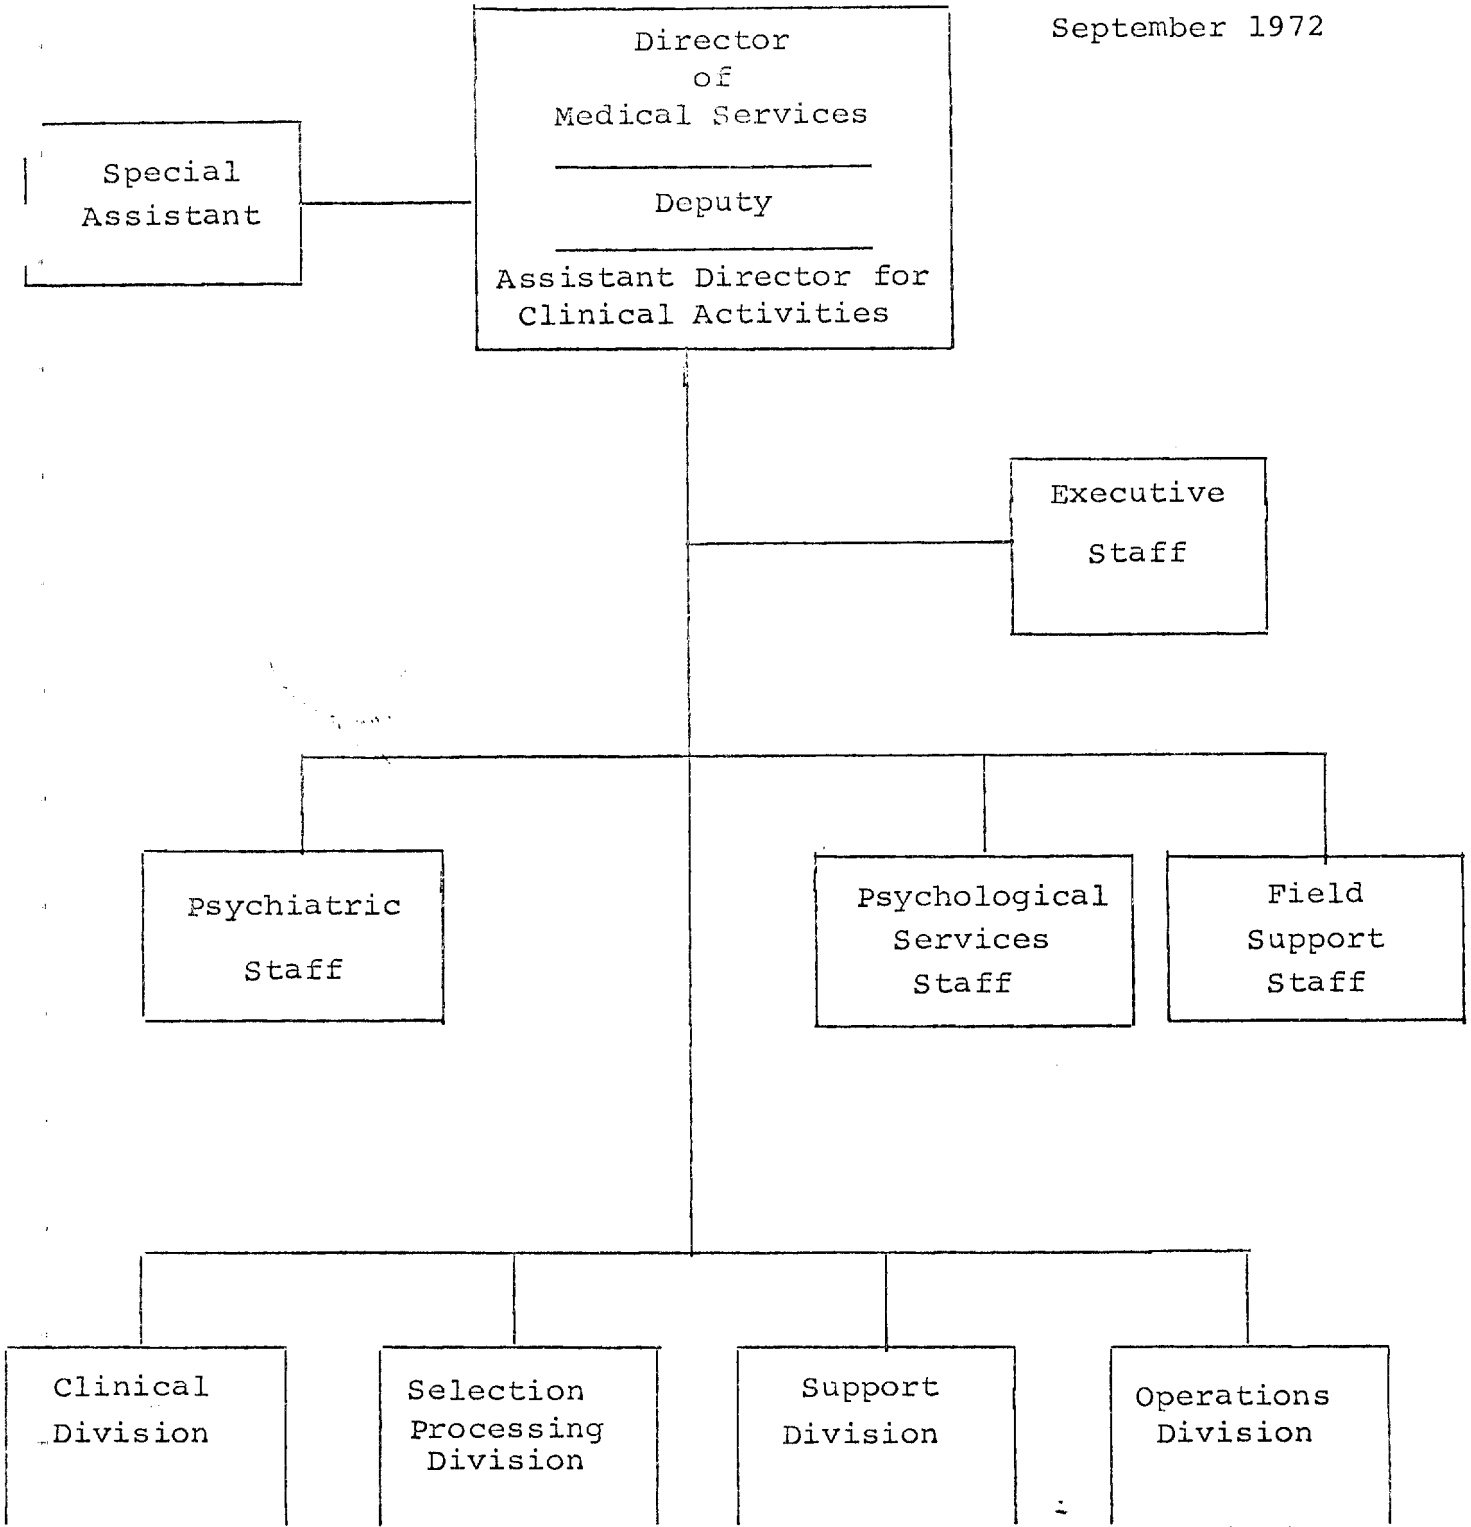 September 1972
Director
of
Medical Services
Deputy
Assistant Director for
Clinical Activities
Special
Assistant
Executive
Staff
Psychiatric
Staff
Psychological
Services
Staff
Field
Support
Staff
Clinical
Division
Selection
Processing
Division
Support
Division
Operations
Division